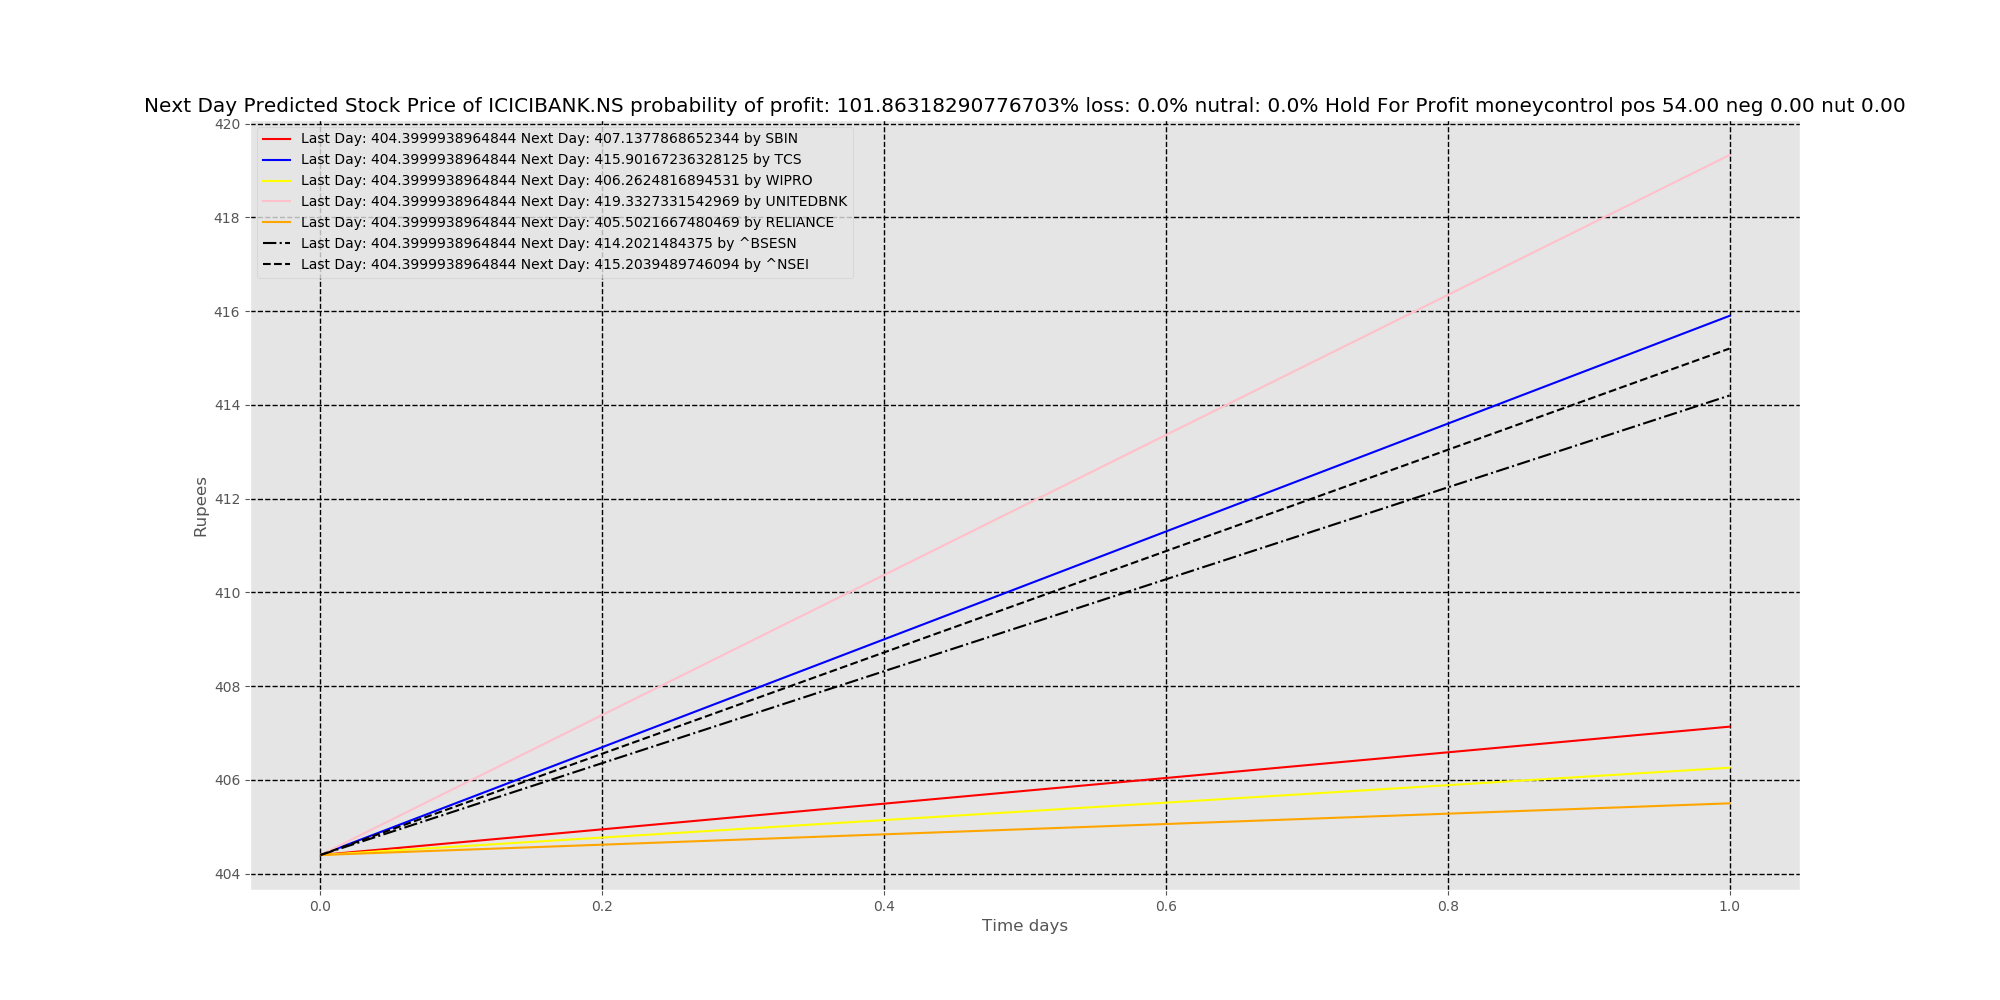 Next Day Predicted Stock Price of ICICIBANK.NS probability of profit: 101.86318290776703% loss: 0.0% nutral: 0.0% Hold For Profit moneycontrol pos 54.00 neg 0.00 nut 0.00
Last Day: 404.3999938964844 Next Day: 407.1377868652344 by SBIN
Last Day: 404.3999938964844 Next Day: 415.90167236328125 by TCS
Last Day: 404.3999938964844 Next Day: 406.2624816894531 by WIPRO
Last Day: 404.3999938964844 Next Day: 419.3327331542969 by UNITEDBNK
Last Day: 404.3999938964844 Next Day: 405.5021667480469 by RELIANCE
Last Day: 404.3999938964844 Next Day: 414.2021484375 by ^BSESN
Last Day: 404.3999938964844 Next Day: 415.2039489746094 by ^NSEI
420
418
416
414
412
410
408
406
404
Rupees
0.0 0.2 0.4 0.6 0.8 1.0
Time days